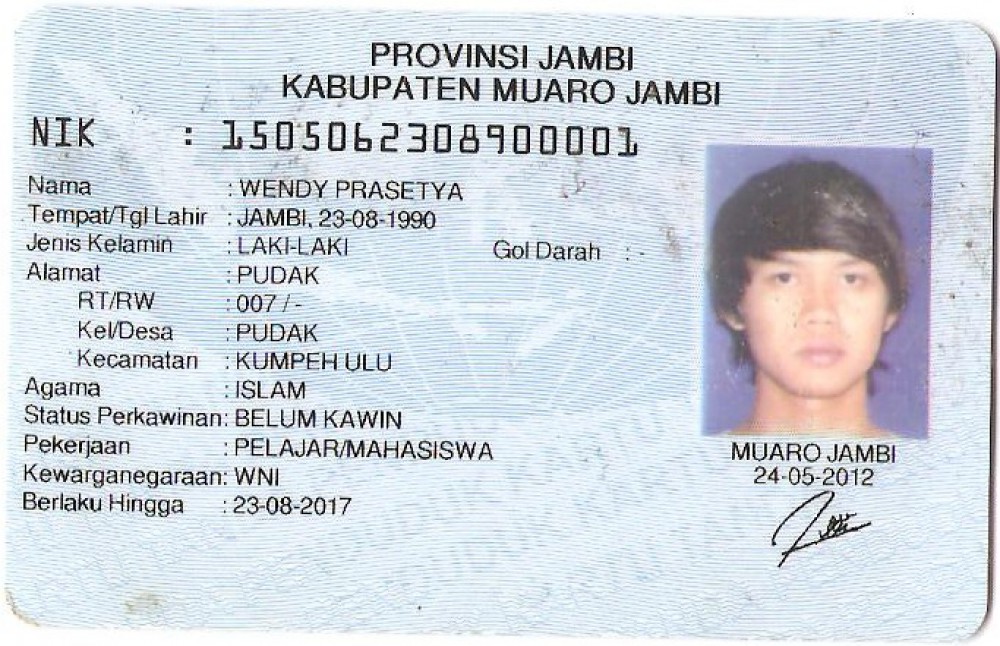 PROVINSI JAMBI
KABUPATEN MUARO JAMBI
NIK : 1505062308900001
Nama : WENDY PRASETYA
Tempat/Tgl Lahir : JAMBI, 23-08-1990
Jenis Kelamin : LAKI-LAKI Gol Darah : -
Alamat : PUDAK
RT/RW : 007 / -
Kel/Desa : PUDAK
Kecamatan : KUMPEH ULU
Agama : ISLAM
Status Perkawinan: BELUM KAWIN
Pekerjaan : PELAJAR/MAHASISWA
Kewarganegaraan: WNI
Berlaku Hingga : 23-08-2017
MUARO JAMBI
24-05-2012